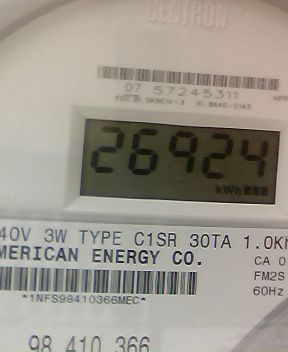 CENTRON®
07 57245311
26924
kWh
40V 3W TYPE C1SR 30TA 1.0Kh
MERICAN ENERGY CO.
CA 0
FM2S
60Hz
*1NFS98410366MEC*
98 410 366